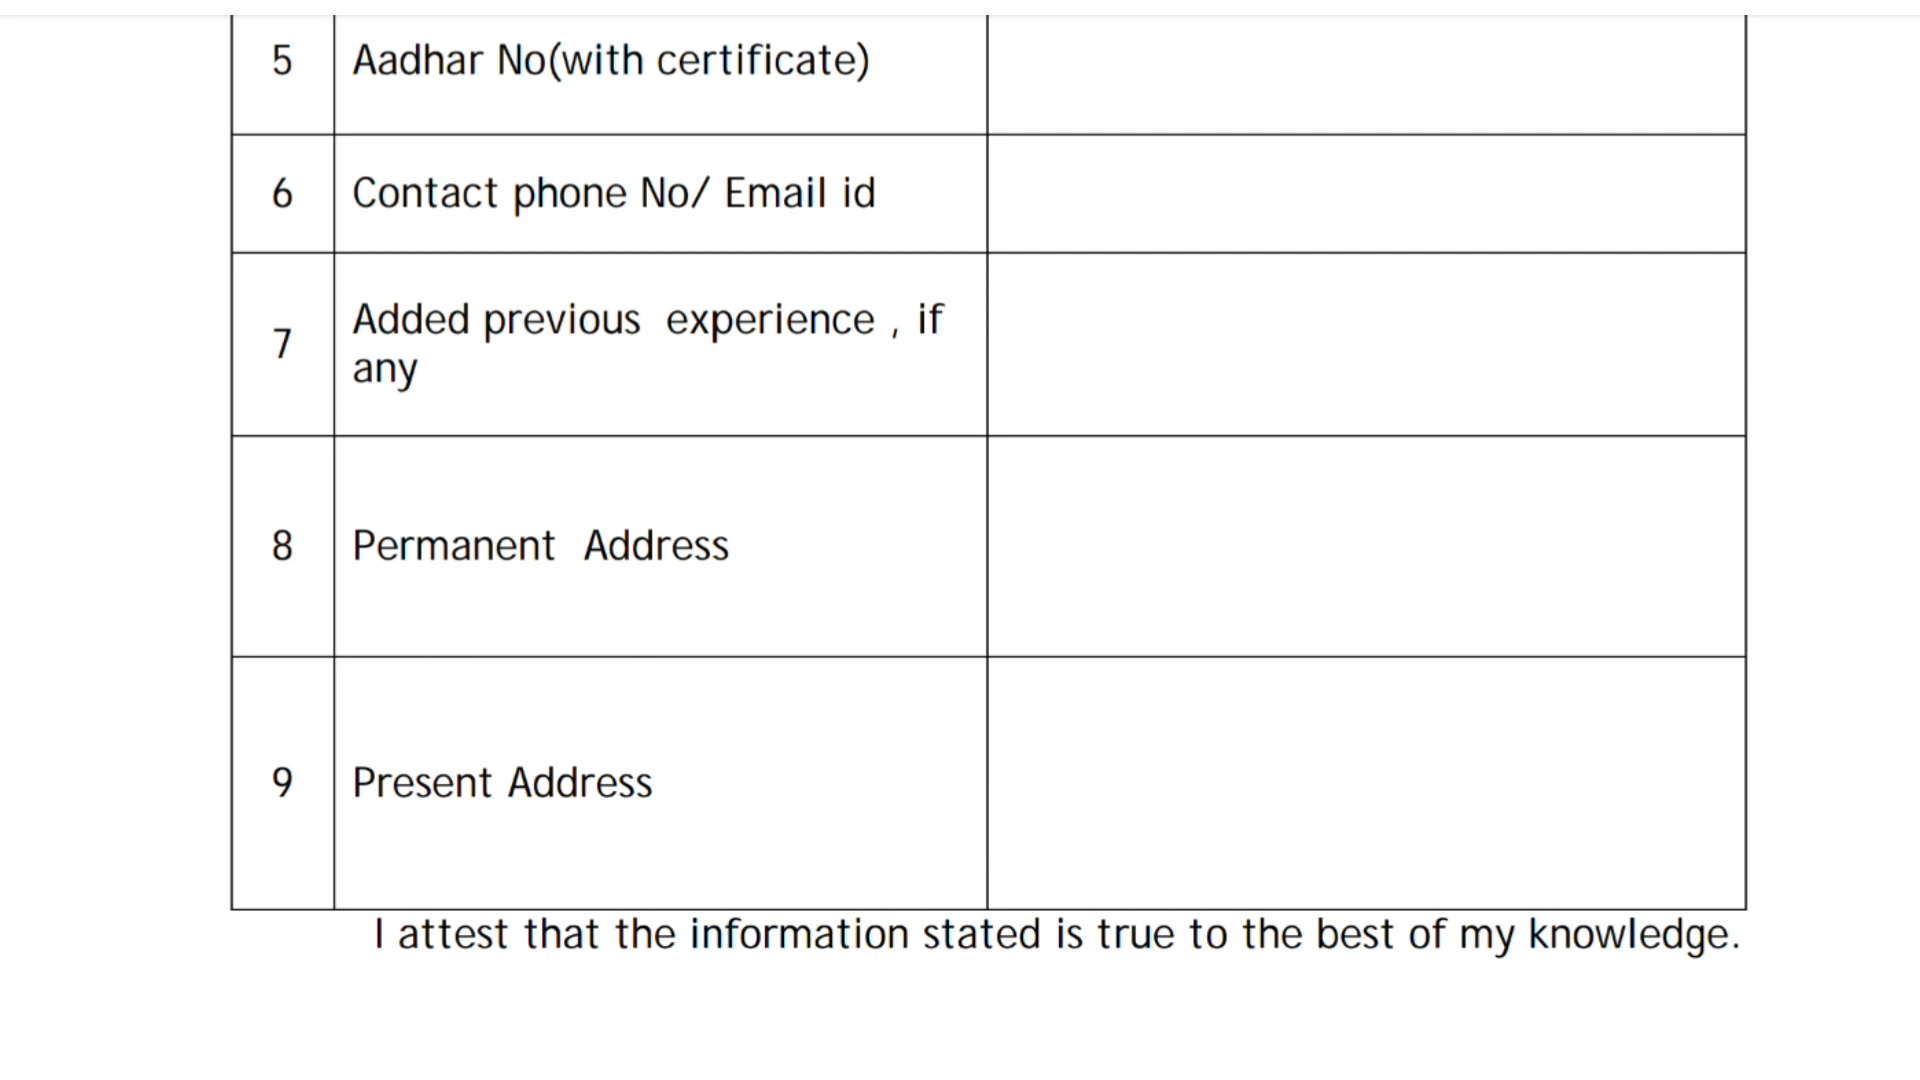 5 Aadhar No(with certificate)
6 Contact phone No/ Email id
7 Added previous experience , if
any
8 Permanent Address
9 Present Address
I attest that the information stated is true to the best of my knowledge.